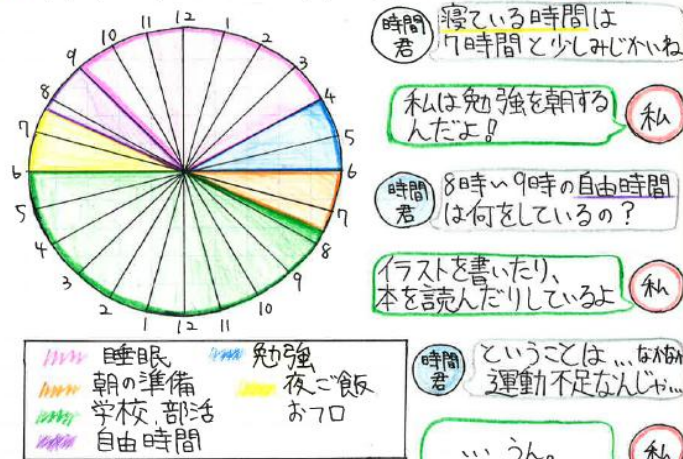 12
1
2
3
4
5
6
7
8
9
10
11
12
1
2
3
4
5
6
7
8
9
10
11
睡眠
勉強
朝の準備
夜ご飯
お風呂
学校、部活
自由時間
時間君
寝ている時間は
7時間と少しみじかいね
私は勉強を朝する
んだよ!
私
時間君
8時~9時の自由時間
は何をしているの?
イラストを書いたり、
本を読んだりしているよ
私
時間君
ということは…なかなか
運動不足なんじゃ…
…うん。
私